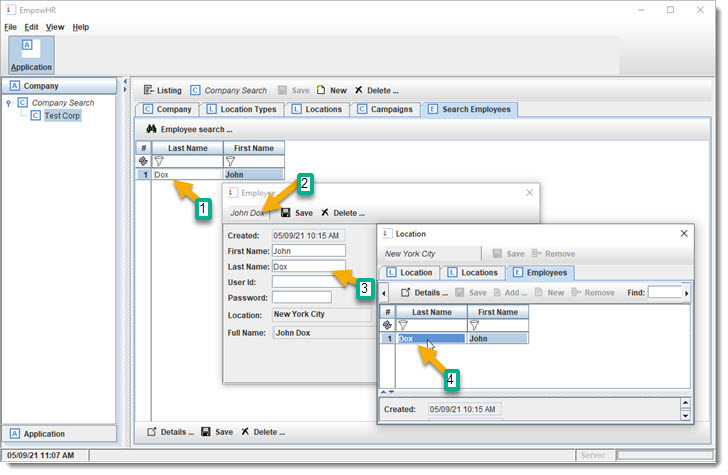 EmpowHR
File Edit View Help
A
Application
A Company
C Company Search
C Test Corp
A Application
Listing C Company Search Save New Delete ...
C Company L Location Types L Locations C Campaigns E Search Employees
Employee search ...
# Last Name First Name
1 Dox John
1
2
Employee
John Dox Save Delete ...
Created: 05/09/21 10:15 AM
First Name: John
Last Name: Dox
3
User Id:
Password:
Location: New York City
Full Name: John Dox
Location
New York City Save Remove
L Location L Locations E Employees
Details ... Save Add ... New Remove Find:
# Last Name First Name
1 Dox John
4
Created: 05/09/21 10:15 AM
Details ... Save Delete ...
05/09/21 11:07 AM Server